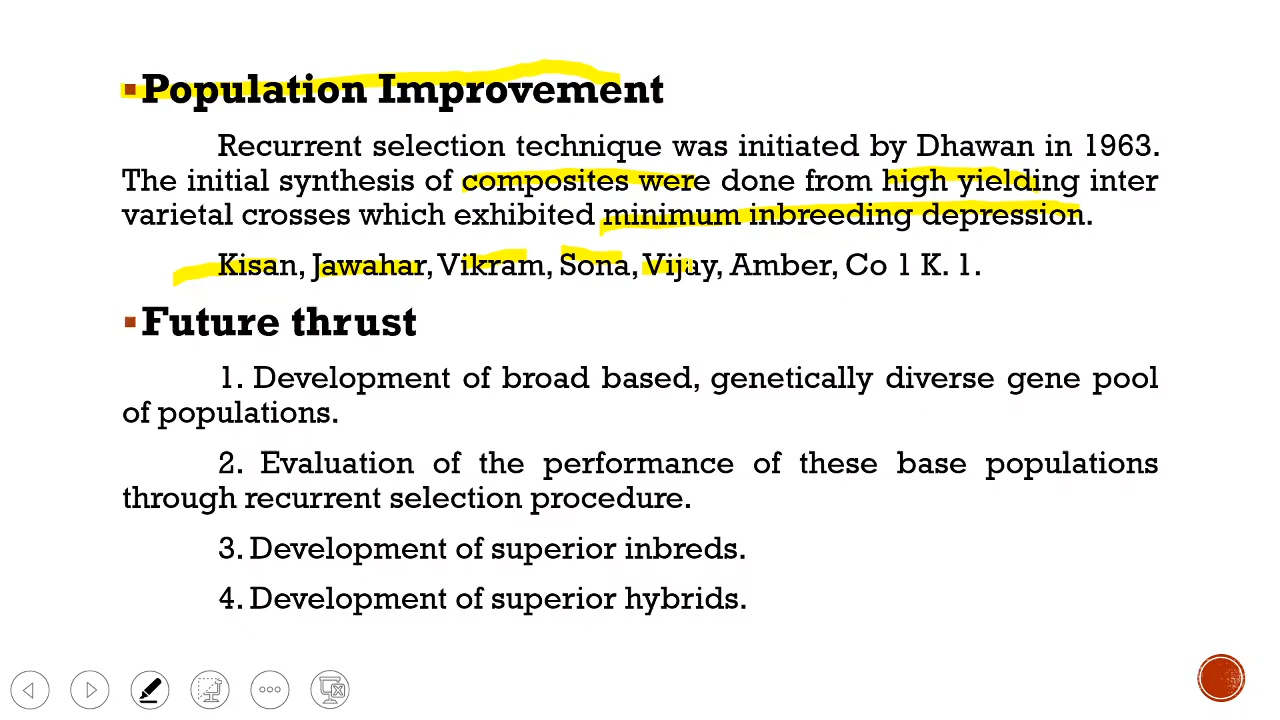 Population Improvement
Recurrent selection technique was initiated by Dhawan in 1963.
The initial synthesis of composites were done from high yielding inter
varietal crosses which exhibited minimum inbreeding depression.
Kisan, Jawahar, Vikram, Sona, Vijay, Amber, Co 1 K. 1.
Future thrust
1. Development of broad based, genetically diverse gene pool
of populations.
2. Evaluation of the performance of these base populations
through recurrent selection procedure.
3. Development of superior inbreds.
4. Development of superior hybrids.